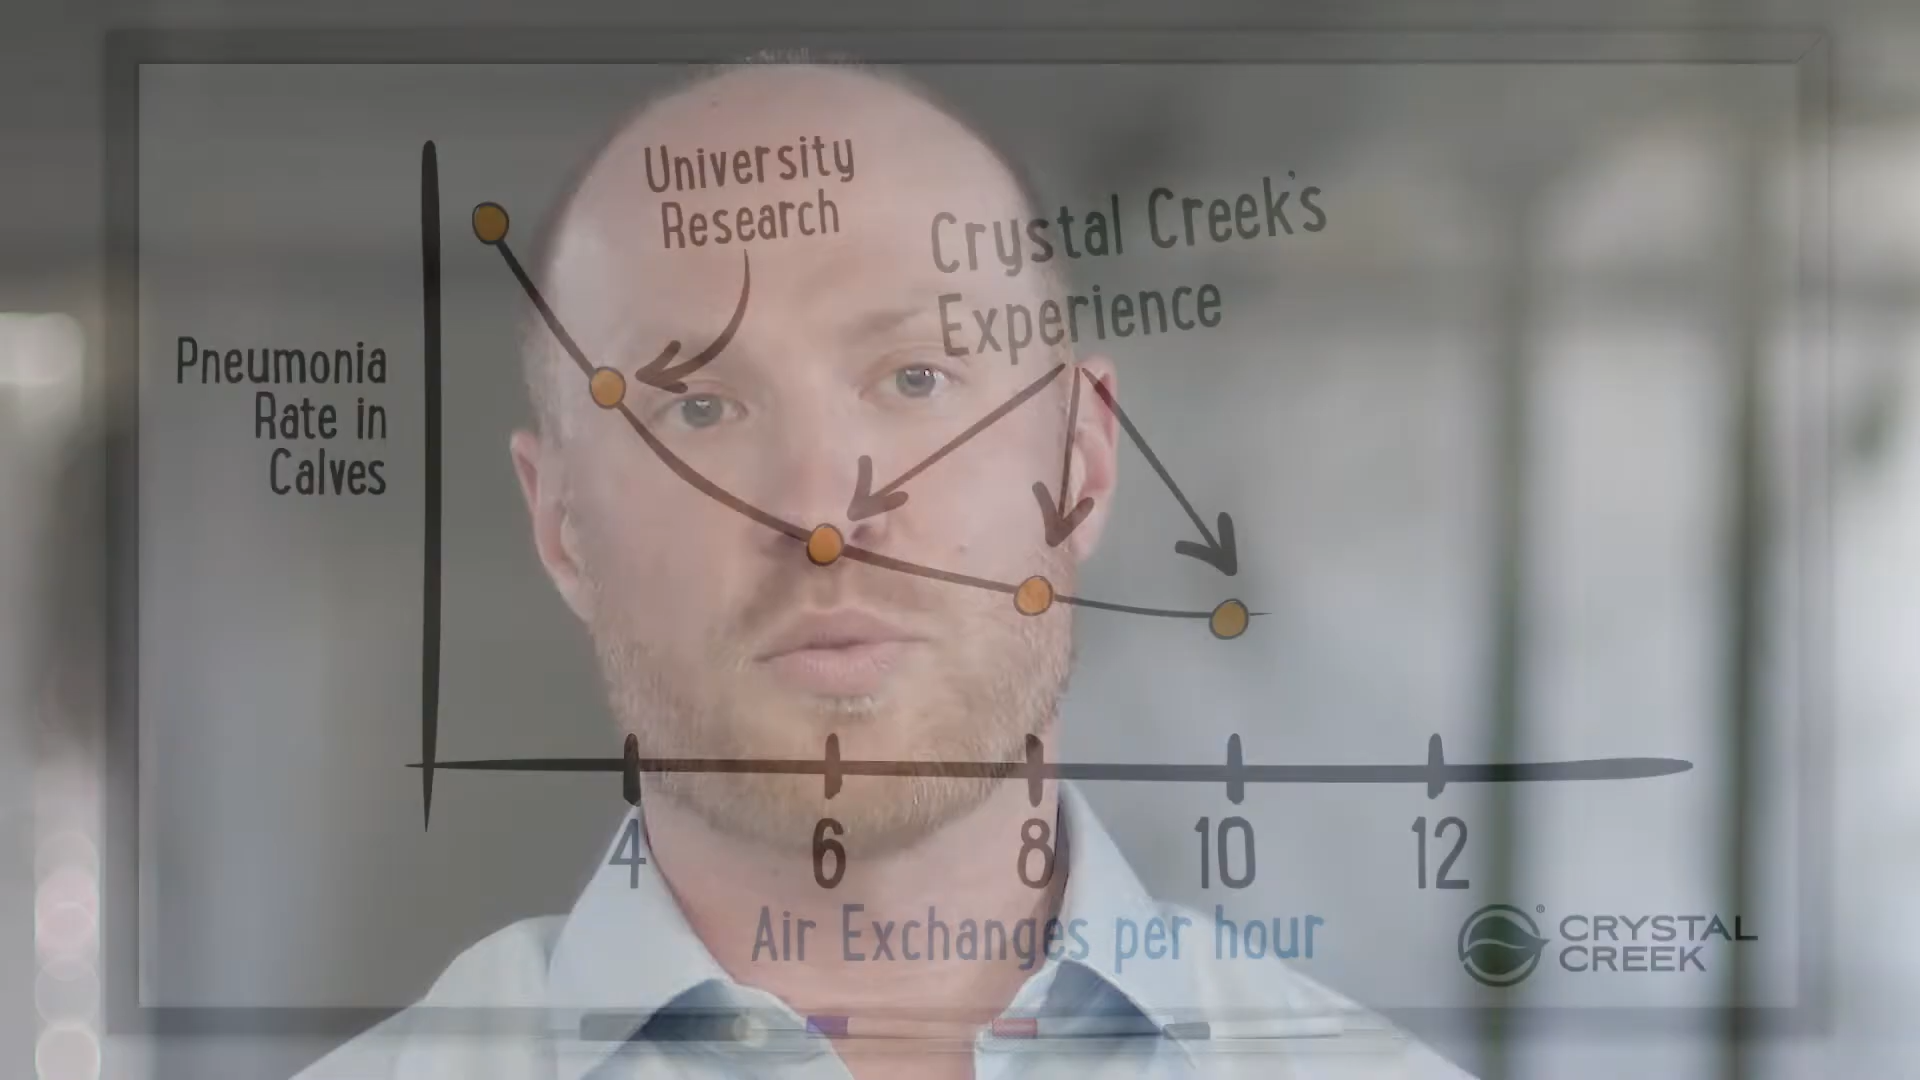 University
Research
Crystal Creek's
Experience
Pneumonia
Rate in
Calves
4 6 8 10 12
Air Exchanges per hour
CRYSTAL
CREEK